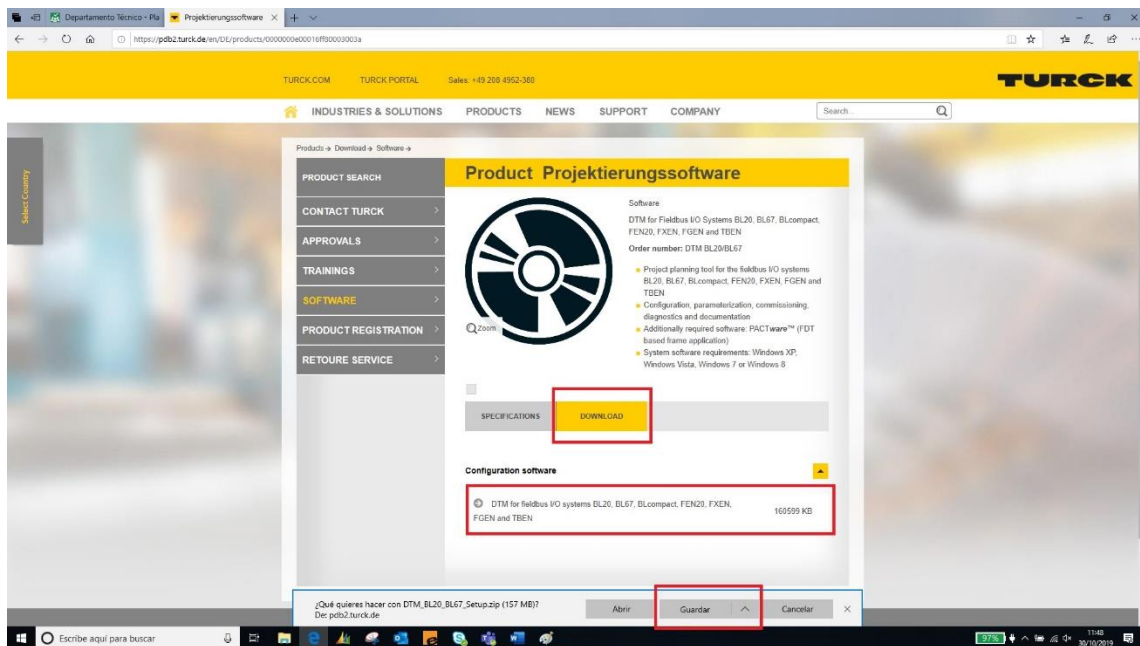 Departamento Técnico - Pla
Projektierungssoftware
https://pdb2.turck.de/en/DE/products/0000000e00016ff80003003a
TURCK.COM TURCK PORTAL Sales: +49 208 4952-380
TURCK
INDUSTRIES & SOLUTIONS PRODUCTS NEWS SUPPORT COMPANY Search...
Select Country
Products Download Software
PRODUCT SEARCH
CONTACT TURCK
APPROVALS
TRAININGS
SOFTWARE
PRODUCT REGISTRATION
RETOURE SERVICE
Product Projektierungssoftware
Zoom
Software
DTM for Fieldbus I/O Systems BL20, BL67, BLcompact,
FEN20, FXEN, FGEN and TBEN
Order number: DTM BL20/BL67
Project planning tool for the fieldbus I/O systems
BL20, BL67, BLcompact, FEN20, FXEN, FGEN and
TBEN
Configuration, parameterization, commissioning,
diagnostics and documentation
Additionally required software: PACTware™ (FDT
based frame application)
System software requirements: Windows XP,
Windows Vista, Windows 7 or Windows 8
SPECIFICATIONS DOWNLOAD
Configuration software
DTM for fieldbus I/O systems BL20, BL67, BLcompact, FEN20, FXEN,
FGEN and TBEN
160599 KB
¿Qué quieres hacer con DTM_BL20_BL67_Setup.zip (157 MB)?
De: pdb2.turck.de
Abrir Guardar Cancelar
Escribe aquí para buscar
97%
11:48
30/10/2019